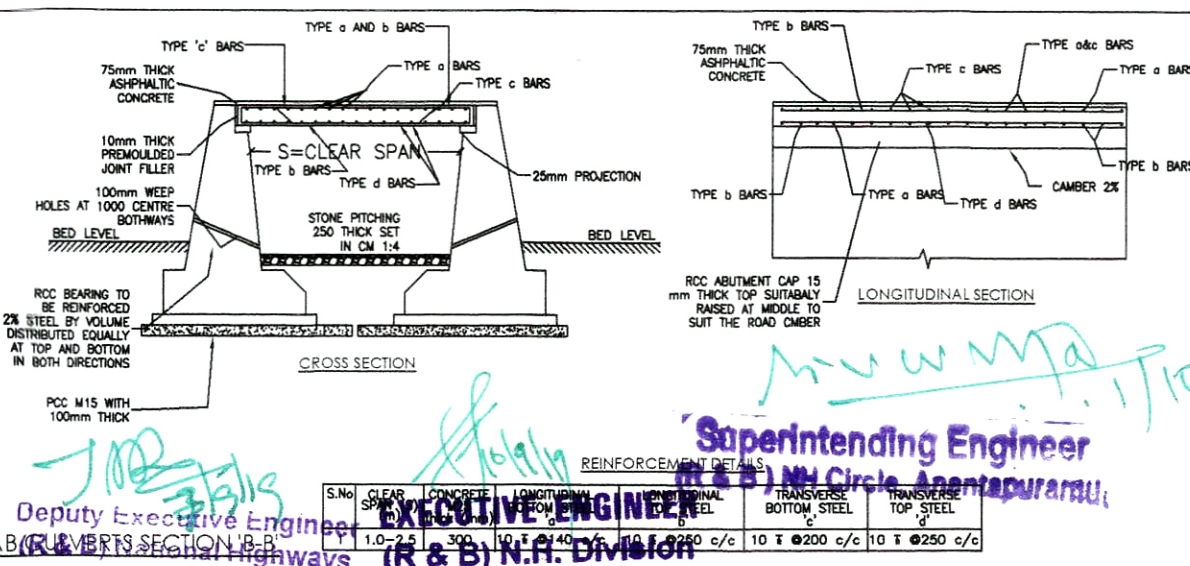 TYPE a AND b BARS
TYPE 'c' BARS
75mm THICK
ASHPHALTIC
CONCRETE
TYPE a BARS
TYPE c BARS
10mm THICK
PREMOULDED
JOINT FILLER
S=CLEAR SPAN
TYPE b BARS
TYPE d BARS
25mm PROJECTION
100mm WEEP
HOLES AT 1000 CENTRE
BOTHWAYS
STONE PITCHING
250 THICK SET
IN CM 1:4
BED LEVEL
BED LEVEL
RCC BEARING TO
BE REINFORCED
2% STEEL BY VOLUME
DISTRIBUTED EQUALLY
AT TOP AND BOTTOM
IN BOTH DIRECTIONS
CROSS SECTION
PCC M15 WITH
100mm THICK
TYPE b BARS
75mm THICK
ASHPHALTIC
CONCRETE
TYPE a&c BARS
TYPE c BARS
TYPE a BARS
TYPE b BARS
TYPE b BARS
TYPE a BARS
TYPE d BARS
CAMBER 2%
RCC ABUTMENT CAP 15
mm THICK TOP SUITABALY
RAISED AT MIDDLE TO
SUIT THE ROAD CMBER
LONGITUDINAL SECTION
Superintending Engineer
(R & B) NH Circle, Anantapuramu
REINFORCEMENT DETAILS
S.No CLEAR SPAN (m) CONCRETE LONGITUDINAL BOTTOM STEEL 'a' LONGITUDINAL TOP STEEL 'b' TRANSVERSE BOTTOM STEEL 'c' TRANSVERSE TOP STEEL 'd'
1 1.0-2.5 300 10 @140 c/c 10 @250 c/c 10 @200 c/c 10 @250 c/c
EXECUTIVE ENGINEER
(R & B) N.H. Division
Deputy Executive Engineer
(R & B) National Highways
CULVERTS SECTION 'B-B'
16/9/19